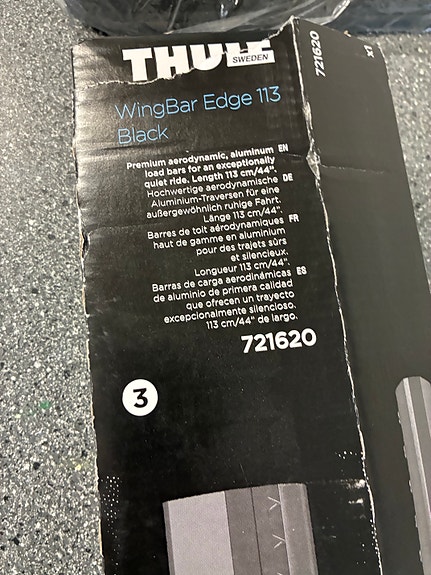 THULE
SWEDEN
WingBar Edge 113
Black
Premium aerodynamic, aluminum EN
load bars for an exceptionally
quiet ride. Length 113 cm/44".
Hochwertige aerodynamische DE
Aluminium-Traversen für eine
außergewöhnlich ruhige Fahrt.
Länge 113 cm/44".
Barres de toit aérodynamiques FR
haut de gamme en aluminium
pour des trajets sûrs
et silencieux.
Longueur 113 cm/44".
Barras de carga aerodinámicas ES
de aluminio de primera calidad
que ofrecen un trayecto
excepcionalmente silencioso.
113 cm/44" de largo.
721620
3
721620
x1